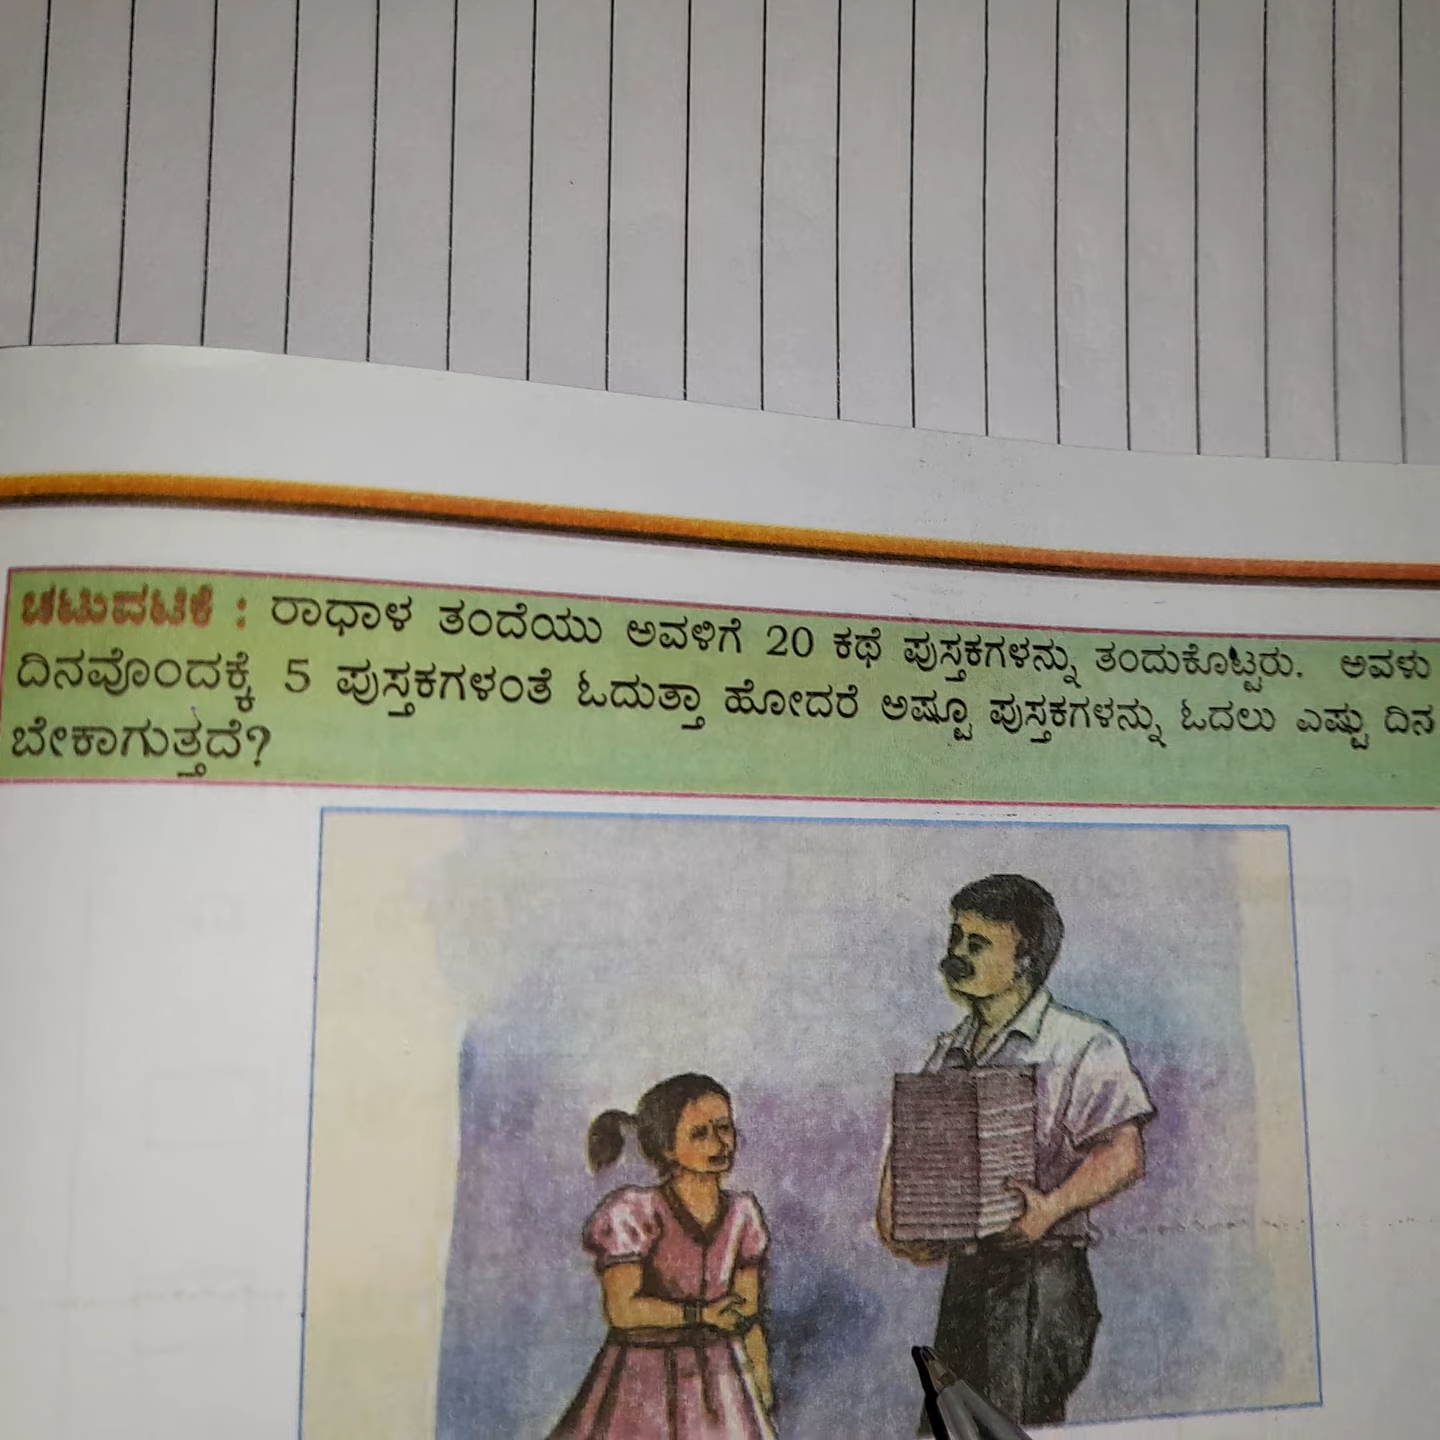 ಚಟುವಟಿಕೆ : ರಾಧಾಳ ತಂದೆಯು ಅವಳಿಗೆ 20 ಕಥೆ ಪುಸ್ತಕಗಳನ್ನು ತಂದುಕೊಟ್ಟರು. ಅವಳು
ದಿನವೊಂದಕ್ಕೆ 5 ಪುಸ್ತಕಗಳಂತೆ ಓದುತ್ತಾ ಹೋದರೆ ಅಷ್ಟೂ ಪುಸ್ತಕಗಳನ್ನು ಓದಲು ಎಷ್ಟು ದಿನ
ಬೇಕಾಗುತ್ತದೆ?